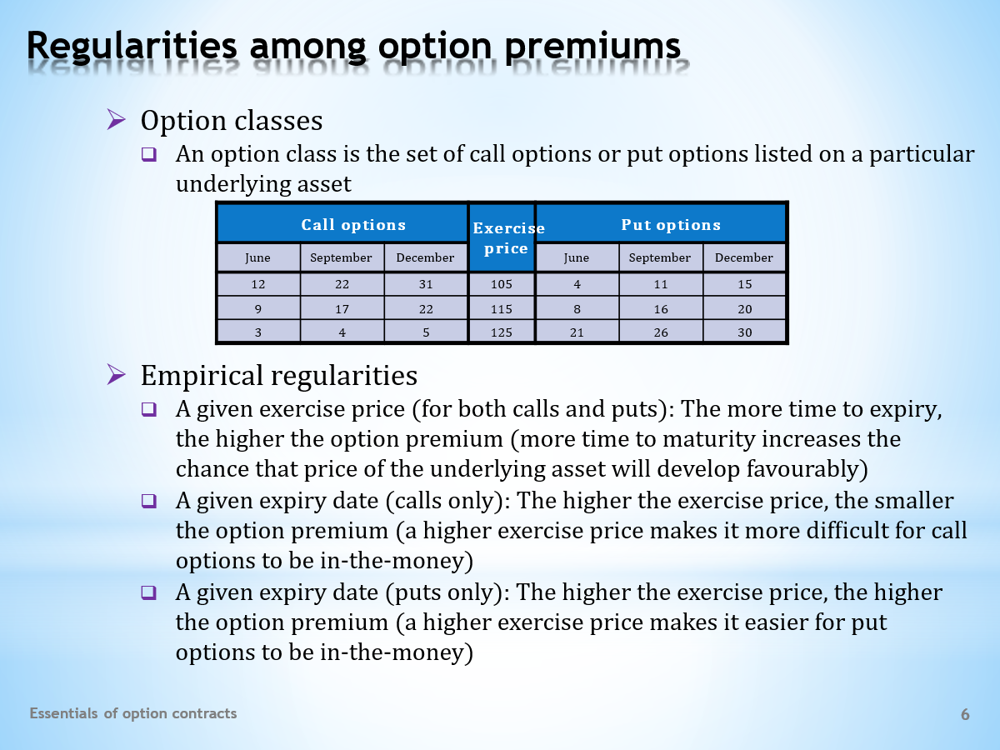 Regularities among option premiums
Option classes
An option class is the set of call options or put options listed on a particular
underlying asset
Call options Exercise price Put options
June September December June September December
12 22 31 105 4 11 15
9 17 22 115 8 16 20
3 4 5 125 21 26 30
Empirical regularities
A given exercise price (for both calls and puts): The more time to expiry,
the higher the option premium (more time to maturity increases the
chance that price of the underlying asset will develop favourably)
A given expiry date (calls only): The higher the exercise price, the smaller
the option premium (a higher exercise price makes it more difficult for call
options to be in-the-money)
A given expiry date (puts only): The higher the exercise price, the higher
the option premium (a higher exercise price makes it easier for put
options to be in-the-money)
Essentials of option contracts 6